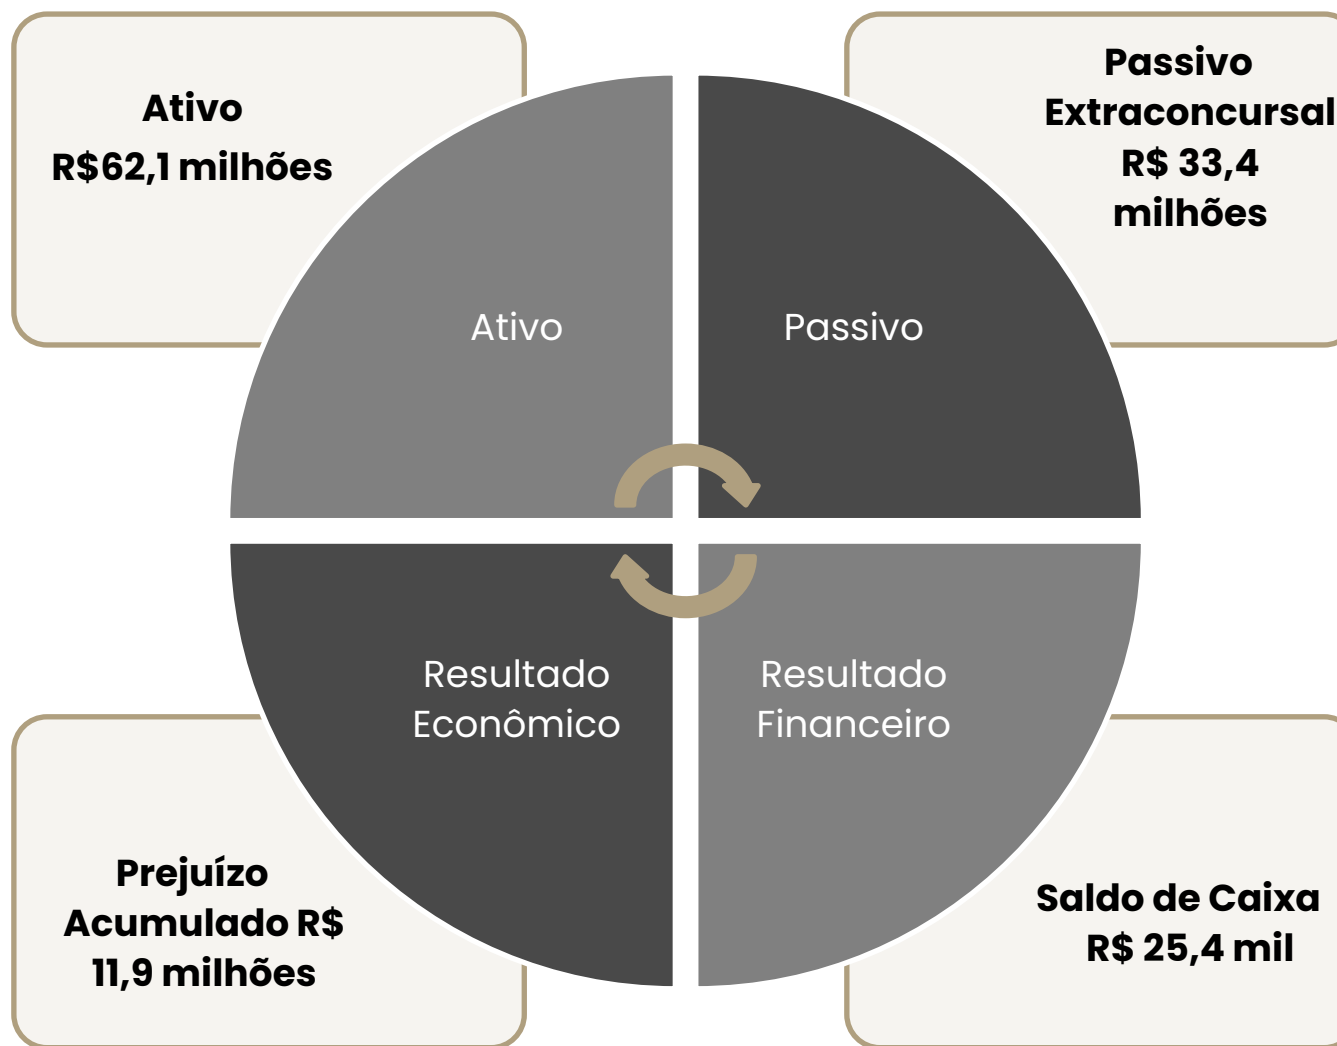 Ativo
R$62,1 milhões
Passivo
Extraconcursal
R$ 33,4
milhões
Ativo
Passivo
Resultado
Econômico
Resultado
Financeiro
Prejuízo
Acumulado R$
11,9 milhões
Saldo de Caixa
R$ 25,4 mil